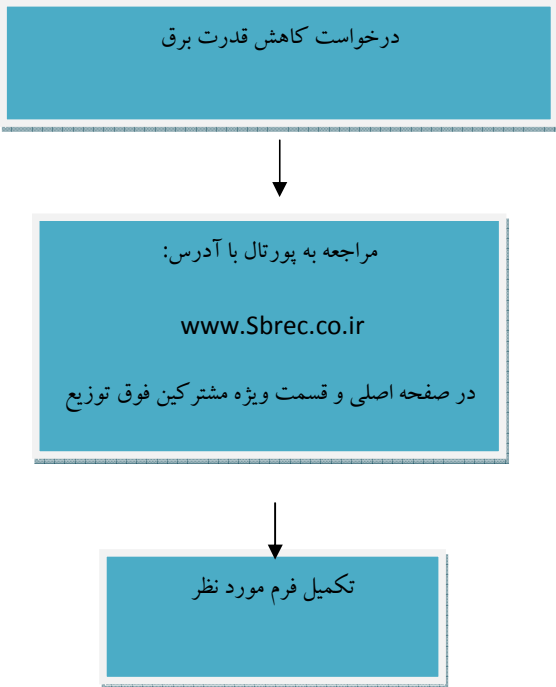 درخواست کاهش قدرت برق
مراجعه به پورتال با آدرس:
www.Sbrec.co.ir
در صفحه اصلی و قسمت ویژه مشترکین فوق توزیع
تکمیل فرم مورد نظر